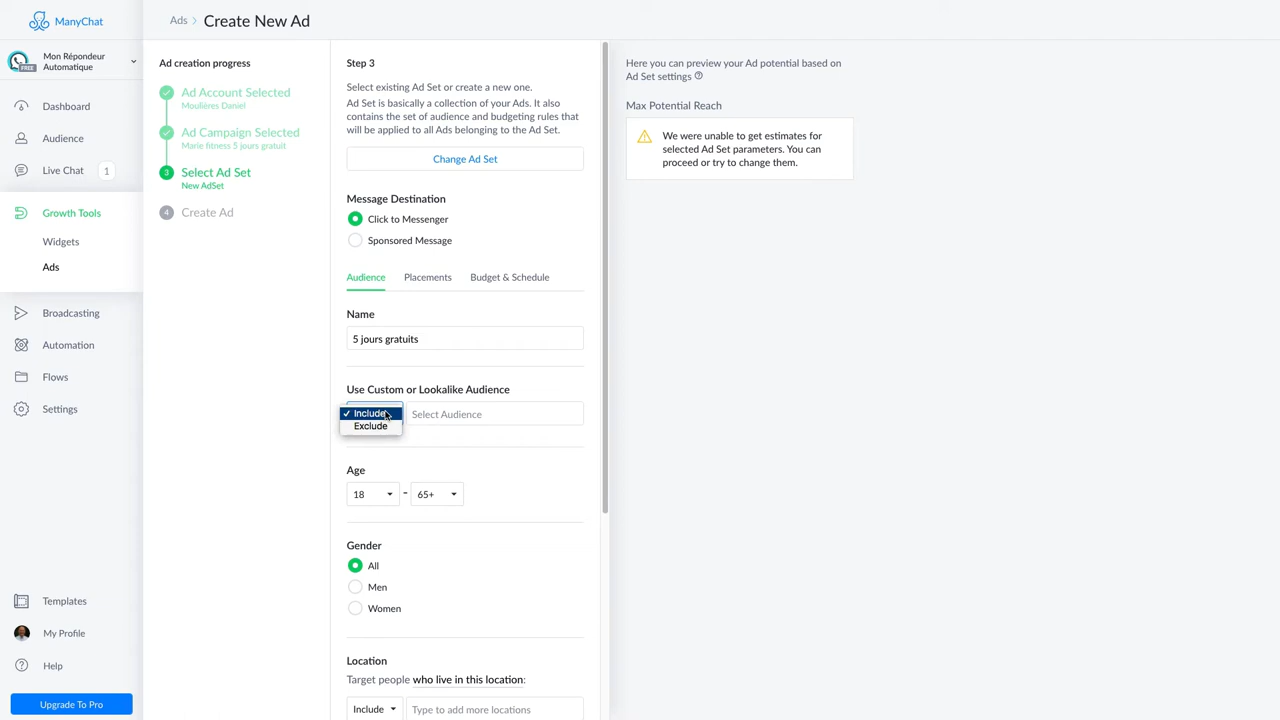 ManyChat
Ads > Create New Ad
Mon Répondeur
Automatique
FREE
Dashboard
Audience
Live Chat 1
Growth Tools
Widgets
Ads
Broadcasting
Automation
Flows
Settings
Templates
My Profile
Help
Upgrade To Pro
Ad creation progress
Ad Account Selected
Moulières Daniel
Ad Campaign Selected
Marie fitness 5 jours gratuit
3 Select Ad Set
New AdSet
4 Create Ad
Step 3
Select existing Ad Set or create a new one.
Ad Set is basically a collection of your Ads. It also
contains the set of audience and budgeting rules that
will be applied to all Ads belonging to the Ad Set.
Change Ad Set
Message Destination
Click to Messenger
Sponsored Message
Audience Placements Budget & Schedule
Name
5 jours gratuits
Use Custom or Lookalike Audience
✓ Include Select Audience
Exclude
Age
18 - 65+
Gender
All
Men
Women
Location
Target people who live in this location:
Include Type to add more locations
Here you can preview your Ad potential based on
Ad Set settings ?
Max Potential Reach
We were unable to get estimates for
selected Ad Set parameters. You can
proceed or try to change them.